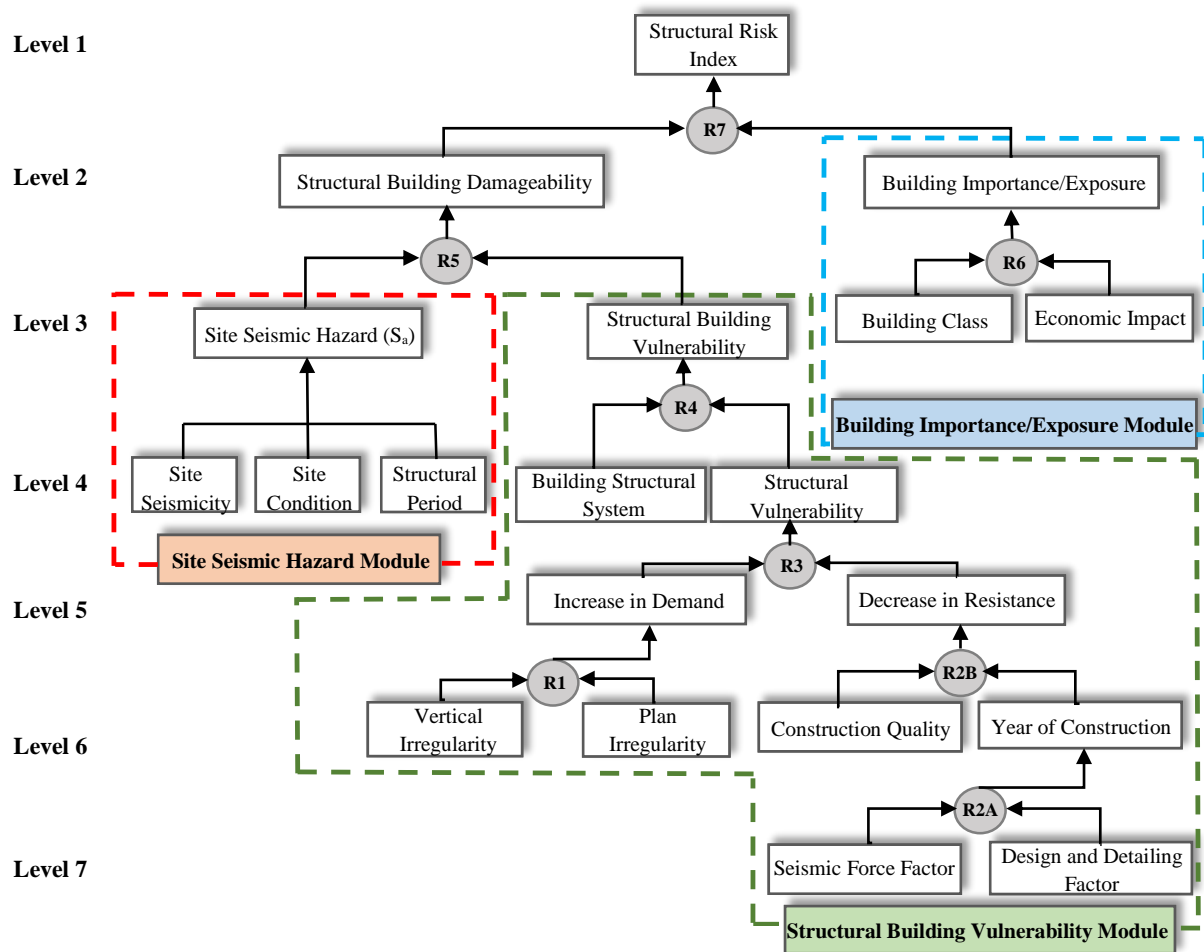 Level 1
Structural Risk
Index
R7
Level 2
Structural Building Damageability
Building Importance/Exposure
R5
R6
Level 3
Site Seismic Hazard (Sₐ)
Structural Building
Vulnerability
Building Class
Economic Impact
R4
Building Importance/Exposure Module
Level 4
Site
Seismicity
Site
Condition
Structural
Period
Building Structural
System
Structural
Vulnerability
Site Seismic Hazard Module
R3
Level 5
Increase in Demand
Decrease in Resistance
R1
R2B
Level 6
Vertical
Irregularity
Plan
Irregularity
Construction Quality
Year of Construction
R2A
Level 7
Seismic Force Factor
Design and Detailing
Factor
Structural Building Vulnerability Module